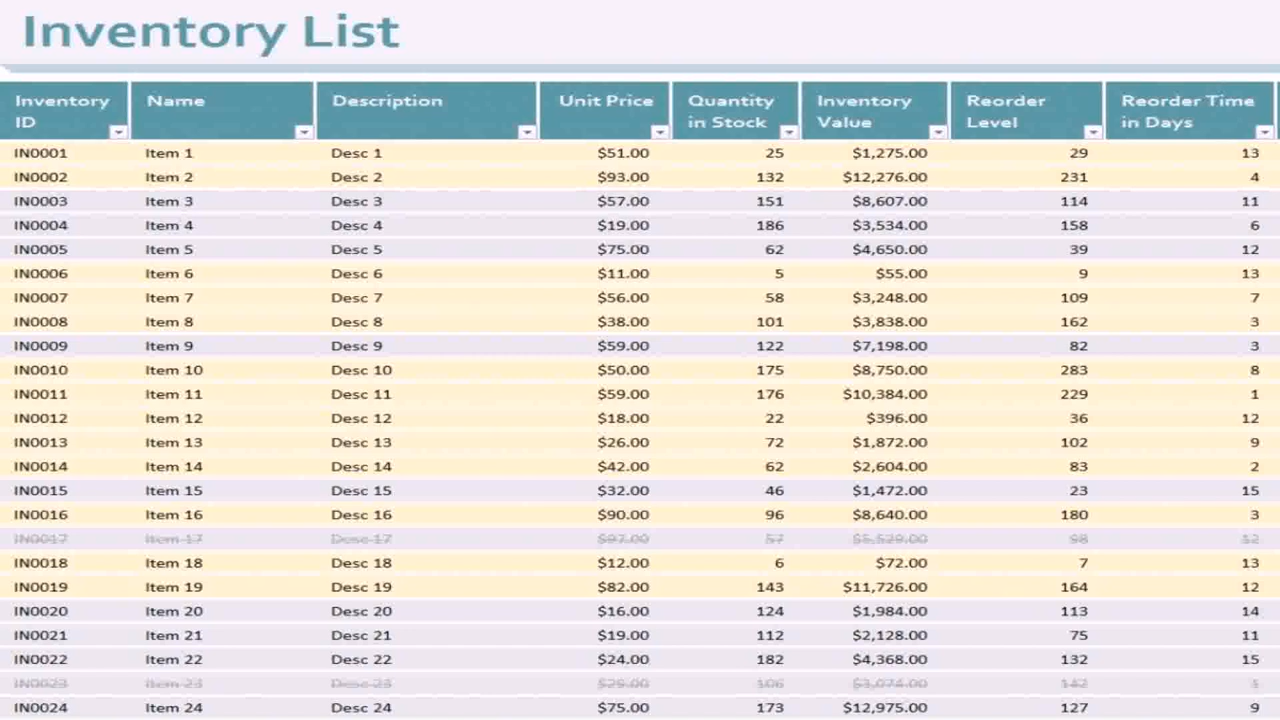 Inventory List
Inventory ID Name Description Unit Price Quantity in Stock Inventory Value Reorder Level Reorder Time in Days
IN0001 Item 1 Desc 1 $51.00 25 $1,275.00 29 13
IN0002 Item 2 Desc 2 $93.00 132 $12,276.00 231 4
IN0003 Item 3 Desc 3 $57.00 151 $8,607.00 114 11
IN0004 Item 4 Desc 4 $19.00 186 $3,534.00 158 6
IN0005 Item 5 Desc 5 $75.00 62 $4,650.00 39 12
IN0006 Item 6 Desc 6 $11.00 5 $55.00 9 13
IN0007 Item 7 Desc 7 $56.00 58 $3,248.00 109 7
IN0008 Item 8 Desc 8 $38.00 101 $3,838.00 162 3
IN0009 Item 9 Desc 9 $59.00 122 $7,198.00 82 3
IN0010 Item 10 Desc 10 $50.00 175 $8,750.00 283 8
IN0011 Item 11 Desc 11 $59.00 176 $10,384.00 229 1
IN0012 Item 12 Desc 12 $18.00 22 $396.00 36 12
IN0013 Item 13 Desc 13 $26.00 72 $1,872.00 102 9
IN0014 Item 14 Desc 14 $42.00 62 $2,604.00 83 2
IN0015 Item 15 Desc 15 $32.00 46 $1,472.00 23 15
IN0016 Item 16 Desc 16 $90.00 96 $8,640.00 180 3
IN0017 Item 17 Desc 17 $97.00 57 $5,529.00 98 12
IN0018 Item 18 Desc 18 $12.00 6 $72.00 7 13
IN0019 Item 19 Desc 19 $82.00 143 $11,726.00 164 12
IN0020 Item 20 Desc 20 $16.00 124 $1,984.00 113 14
IN0021 Item 21 Desc 21 $19.00 112 $2,128.00 75 11
IN0022 Item 22 Desc 22 $24.00 182 $4,368.00 132 15
IN0023 Item 23 Desc 23 $29.00 106 $3,074.00 142 1
IN0024 Item 24 Desc 24 $75.00 173 $12,975.00 127 9